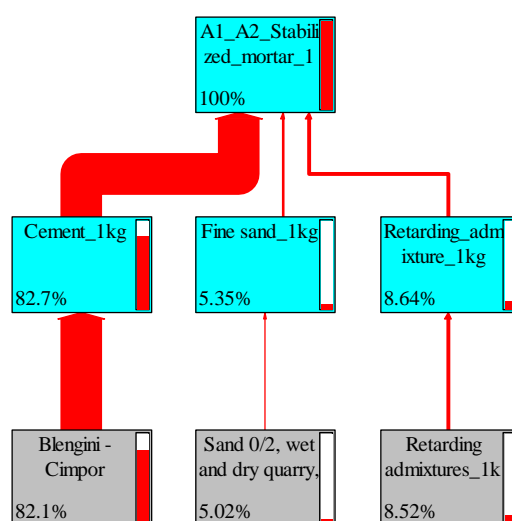 A1_A2_Stabili
zed_mortar_1
100%
Cement_1kg
82.7%
Fine sand_1kg
5.35%
Retarding_adm
ixture_1kg
8.64%
Blengini -
Cimpor
82.1%
Sand 0/2, wet
and dry quarry,
5.02%
Retarding
admixtures_1k
8.52%